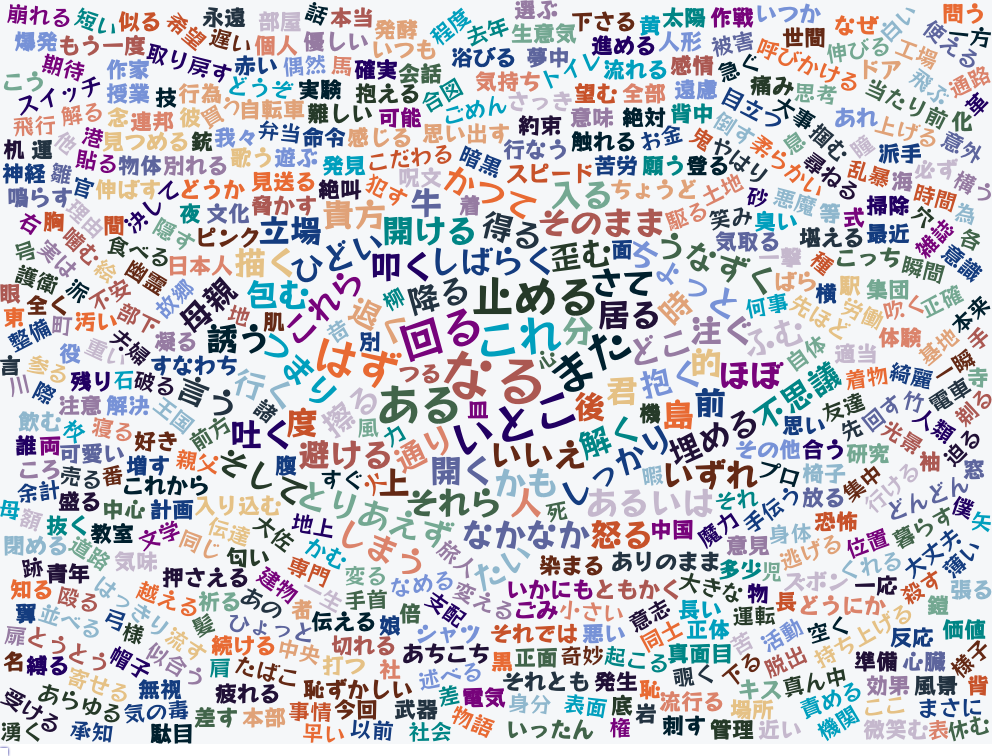 崩れる 短い 似る 希望 永遠 部屋 話 本当 発酵 程度 去年 選ぶ 下さる 黄 太陽 作戦 いつか なぜ 白い 問う
爆発 もう一度 取り戻す 遅い 個人 優しい いつも 生意気 進める 人形 被害 世間 伸びる 工場 使える 一方
期待 作家 赤い 偶然 馬 確実 会話 浴びる 夢中 トイレ 流れる 感情 急ぐ 呼びかける ドア 飛ぶ 通路
こう スイッチ 授業 技 行為 どうぞ 実験 抱える 合図 気持ち 望む 全部 遠慮 痛み 思考 当たり前 革
飛行 解る 念 連邦 彼 自転車 難しい 可能 ごめん さっき 意味 絶対 背中 目立つ 大事 あれ 上げる 化
机 運 他 港 見つめる 銃 我々 弁当 命令 感じる 思い出す 約束 触れる お金 倒す 息 掴む 瞳 派手 意外
神経 雛 貼る 物体 別れる 歌う 遊ぶ 発見 こだわる 暗黒 行なう スピード 苦労 願う 登る 鬼 やはり 柔らかい 尋ねる 乱暴 海 必ず 構う
鳴らす 官 伸ばす 決して どうか 見送る 絶叫 犯す 呪文 かつて 入る ちょうど 駆る 土地 砂 悪魔 等 式 掃除 時間 為
右 胸 理由 間 隠す 夜 文化 脅かす 貴方 牛 着 得る そのまま 笑み 臭い 堪える 最近 穴 雑誌 各
号 実は 噛む 食べる ピンク 立場 ひどい 開ける しばらく 歪む 面 ちょっと うなずく 気取る 一撃 種 こっち 瞬間 意識
護衛 派 絵 幽霊 日本人 描く 叩く さて ばら 横 駅 集団 正確
眼 全く 不安 故郷 母親 包む これら 退く 柳 降る 止める 居る 時 何事 先ほど 労働 吹く 本来
東 町 汚い 部下 地 肌 音 回る これ 分 注ぐ ふむ 体験 基地 手
整備 役 重い 夫婦 凝る 誘う つまり 別 はず また どこ 自体 適当 一瞬
言 参る すなわち 行く つる なる 心 的 ほぼ 不思議 着物 綺麗 電車 寺
川 際 残り 石 破る 言う 諸 擦る ある 皿 いとこ 君 抱く 前 友達 回す 竹 剃る
注意 解決 王国 前方 度 風 力 後 機 島 埋める 思い 先 光景 人類 迫る
飲む 寝る 好き 吐く 避ける 通り いいえ 解く しっかり その他 合う 研究 袖
誰 両 可愛い 親父 そして 腹 すぐ 火 上 開く かも 暇 いずれ プロ 椅子 集中 行ける 窓
ころ 売る 番 増す これから とりあえず それら 人 死 あるいは それ 手伝う 放る どんどん 僕
余計 盛る 中心 計画 入り込む しまう なかなか 怒る 中国 魔力 恐怖 暮らす 矢
母 額 抜く 教室 大学 伝達 大佐 地上 旅人 たい 意見 身体 位置 大丈夫
閉める 道路 気味 同じ 匂い かむ 染まる ありのまま 多少 児 逃げる くれる 薄い
跡 青年 押さえる 建物 専門 変る なめる いかにも ともかく 大きな 物 ズボン 一応 殺す 張る
知る 殴る はっきり 越える 祈る あの 者 一生 手首 支配 変える ごみ 小さい 意志 長い 長 どうにか 鎧
翼 並べる 弓 様 流す 髪 ひょっと 伝える 娘 倍 シャツ それでは 悪い 同士 正体 運転 空く 持ち上げる 反応 価値
扉 とうとう 帽子 似合う 続ける 中央 切れる あちこち 黒 正面 奇妙 起こる 真面目 苦 活動 脱出 準備 心臓 様子
名 縛る 寄せる 肩 たばこ 打つ 社 述べる それとも 発生 恥 覗く 下る 真ん中 効果 風景 背
受ける あらゆる 無視 疲れる 恥ずかしい 差 電気 身分 表面 底 流行る キス 責める ここ まさに
湧く 承知 気の毒 駄目 差す 本部 事情 今回 早い 以前 武器 社会 物語 いったん 権 岩 刺す 管理 場所 近い 機関 微笑む 表 休む